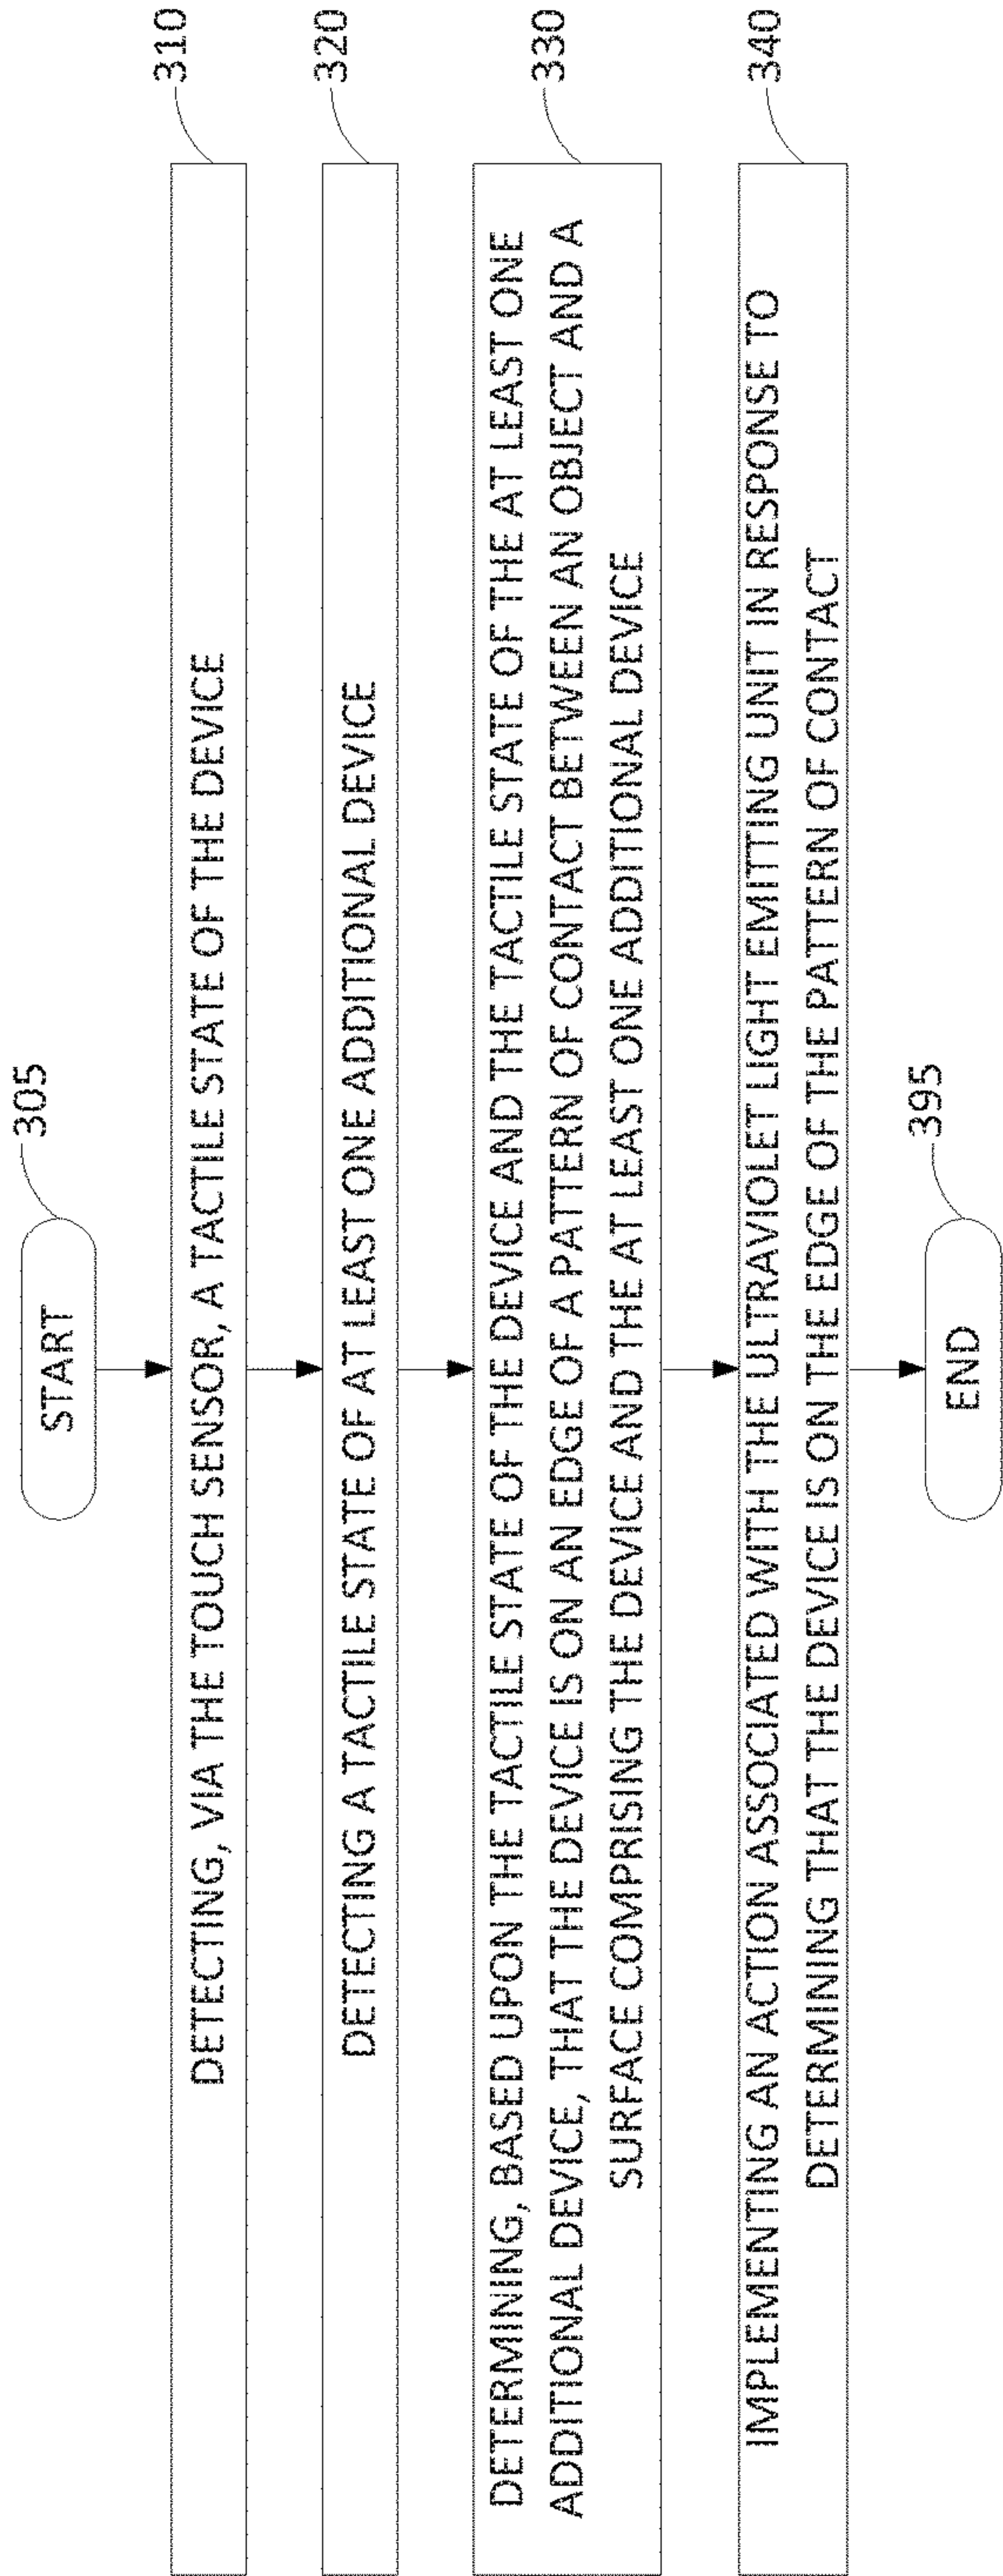 305
START
310
DETECTING, VIA THE TOUCH SENSOR, A TACTILE STATE OF THE DEVICE
320
DETECTING A TACTILE STATE OF AT LEAST ONE ADDITIONAL DEVICE
330
DETERMINING, BASED UPON THE TACTILE STATE OF THE DEVICE AND THE TACTILE STATE OF THE AT LEAST ONE
ADDITIONAL DEVICE, THAT THE DEVICE IS ON AN EDGE OF A PATTERN OF CONTACT BETWEEN AN OBJECT AND A
SURFACE COMPRISING THE DEVICE AND THE AT LEAST ONE ADDITIONAL DEVICE
340
IMPLEMENTING AN ACTION ASSOCIATED WITH THE ULTRAVIOLET LIGHT EMITTING UNIT IN RESPONSE TO
DETERMINING THAT THE DEVICE IS ON THE EDGE OF THE PATTERN OF CONTACT
395
END